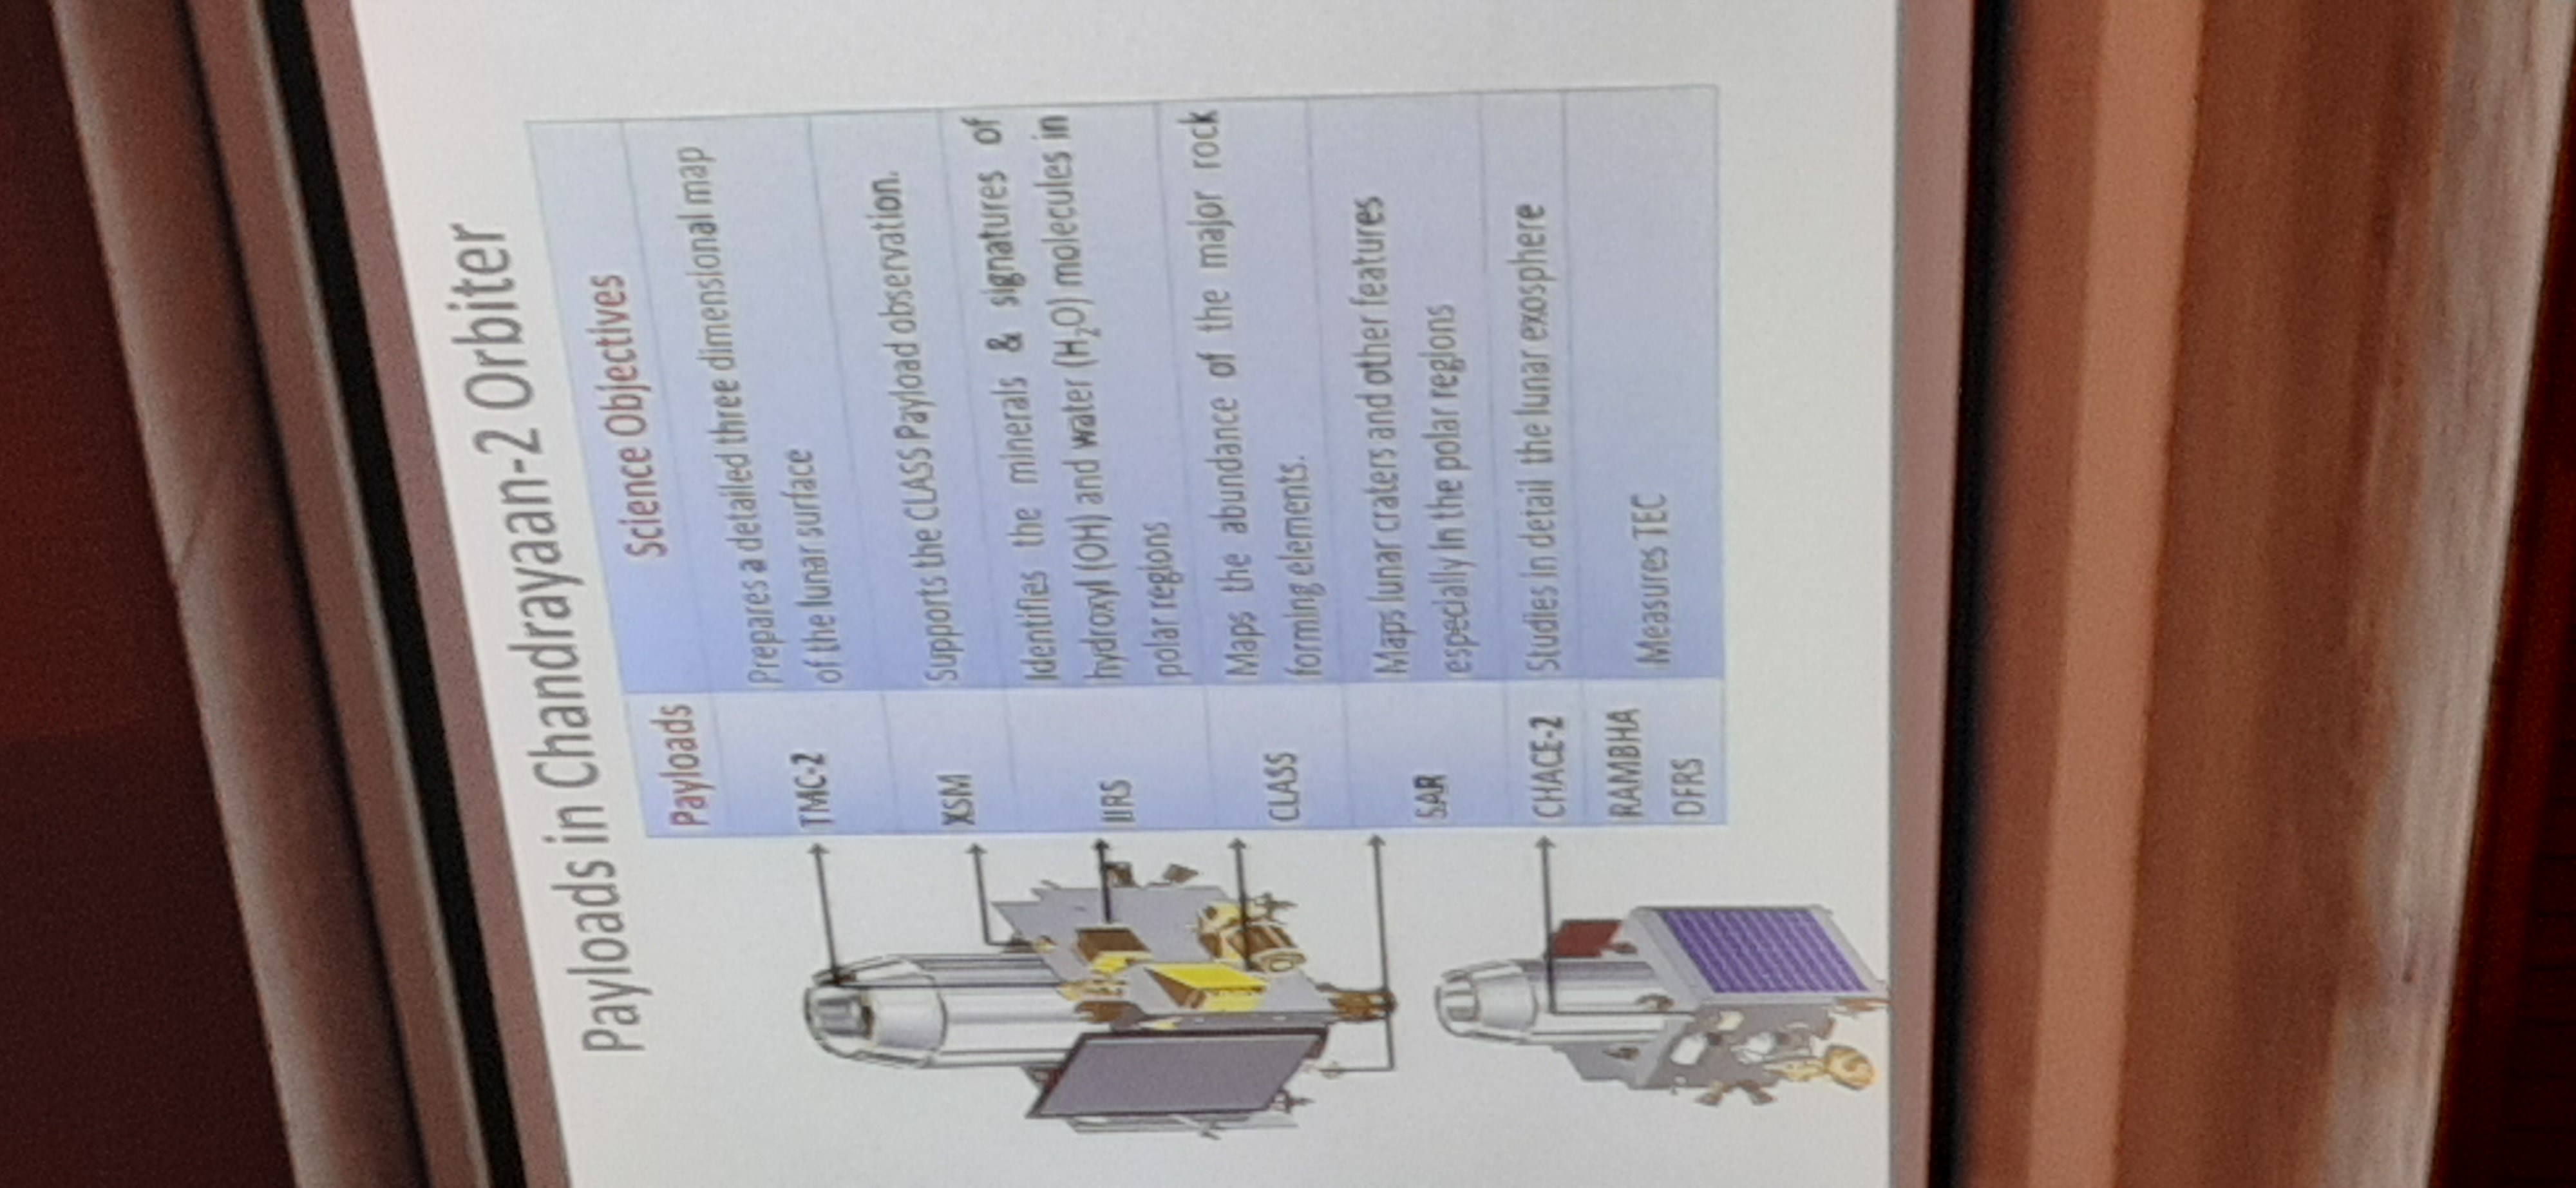 Payloads in Chandrayaan-2 Orbiter
Payloads
Science Objectives
TMC-2
Prepares a detailed three dimensional map
of the lunar surface
XSM
Supports the CLASS Payload observation.
IIRS
Identifies the minerals & signatures of
hydroxyl (OH) and water (H₂O) molecules in
polar regions
CLASS
Maps the abundance of the major rock
forming elements.
SAR
Maps lunar craters and other features
especially in the polar regions
CHACE-2
Studies in detail the lunar exosphere
RAMBHA
DFRS
Measures TEC